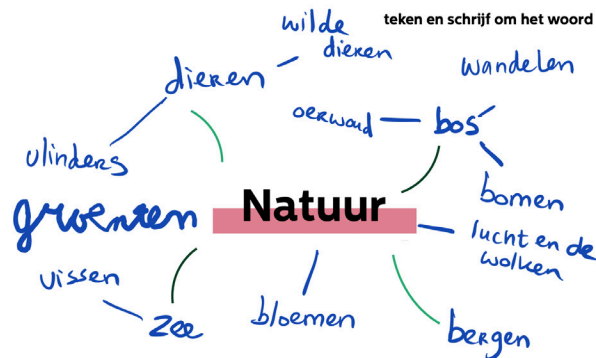 teken en schrijf om het woord
wilde
dieren
dieren
wandelen
oerwoud
bos
vlinders
bomen
groenten
Natuur
lucht en de
wolken
vissen
zee
bloemen
bergen